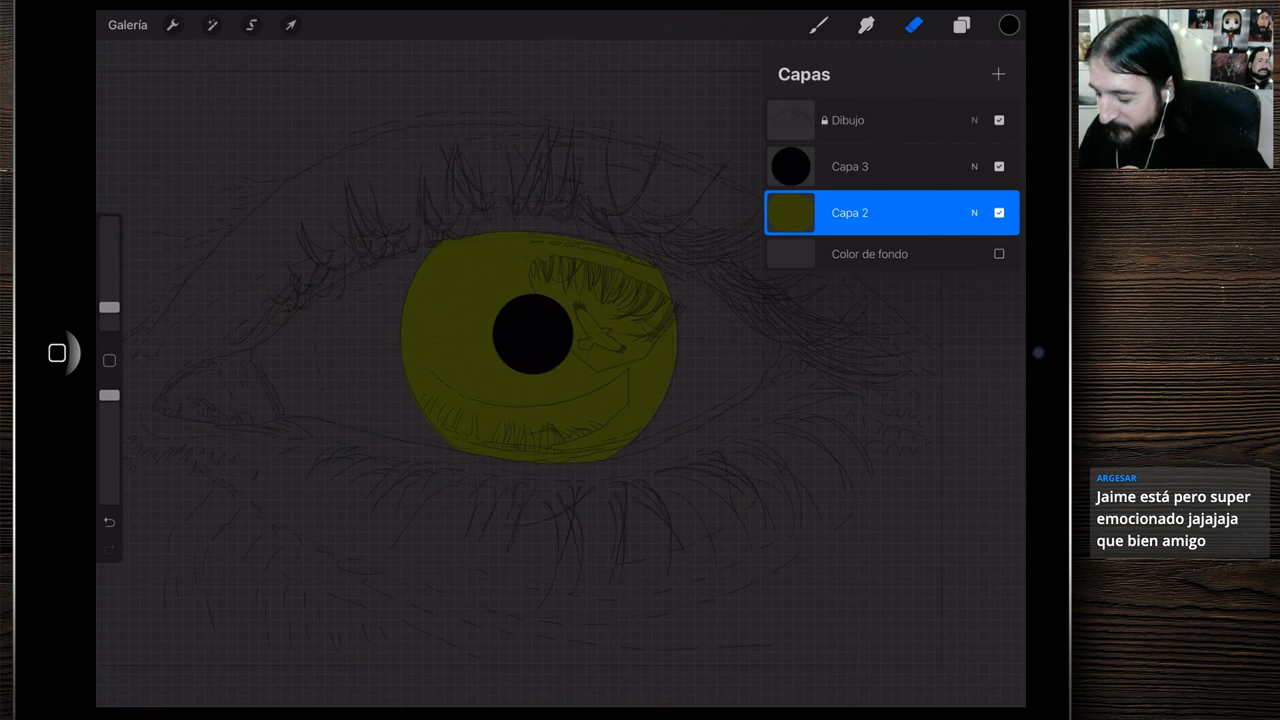 Galería
Capas
Dibujo N
Capa 3 N
Capa 2 N
Color de fondo
ARGESAR
Jaime está pero super
emocionado jajajaja
que bien amigo